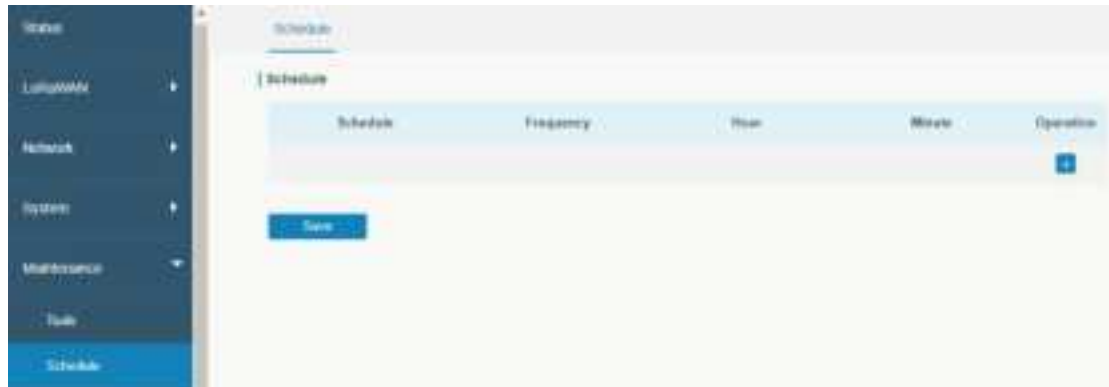 Status
LoRaWAN
Network
System
Maintenance
Tools
Schedule
Schedule
Schedule
Schedule Frequency Hour Minute Operation
+
Save